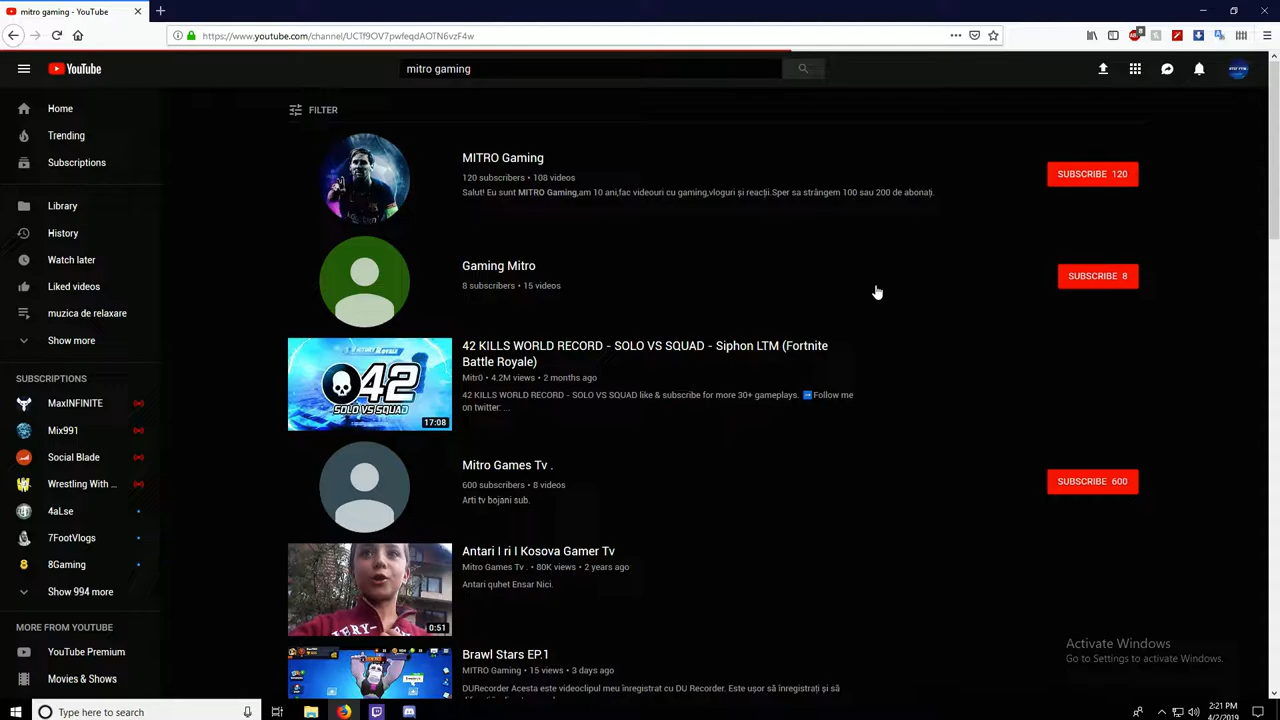 mitro gaming - YouTube
https://www.youtube.com/channel/UCTf9OV7pwfeqdAOTN6vzF4w
8
YouTube
mitro gaming
Home
Trending
Subscriptions
Library
History
Watch later
Liked videos
muzica de relaxare
Show more
SUBSCRIPTIONS
MaxINFINITE
Mix991
Social Blade
Wrestling With ...
4aLse
7FootVlogs
8Gaming
Show 994 more
MORE FROM YOUTUBE
YouTube Premium
Movies & Shows
FILTER
MITRO Gaming
120 subscribers • 108 videos
Salut! Eu sunt MITRO Gaming,am 10 ani,fac videouri cu gaming,vloguri și reacții.Sper sa strângem 100 sau 200 de abonați.
SUBSCRIBE 120
Gaming Mitro
8 subscribers • 15 videos
SUBSCRIBE 8
VICTORY ROYALE
42
SOLO VS SQUAD
17:08
42 KILLS WORLD RECORD - SOLO VS SQUAD - Siphon LTM (Fortnite
Battle Royale)
Mitr0 • 4.2M views • 2 months ago
42 KILLS WORLD RECORD - SOLO VS SQUAD like & subscribe for more 30+ gameplays. ➡Follow me
on twitter: ...
Mitro Games Tv .
600 subscribers • 8 videos
Arti tv bojani sub.
SUBSCRIBE 600
0:51
Antari I ri I Kosova Gamer Tv
Mitro Games Tv . • 80K views • 2 years ago
Antari quhet Ensar Nici.
Brawl Stars EP.1
MITRO Gaming • 15 views • 3 days ago
DURecorder Acesta este videoclipul meu înregistrat cu DU Recorder. Este ușor să înregistrați și să
Activate Windows
Go to Settings to activate Windows.
Type here to search
2:21 PM
4/2/2019